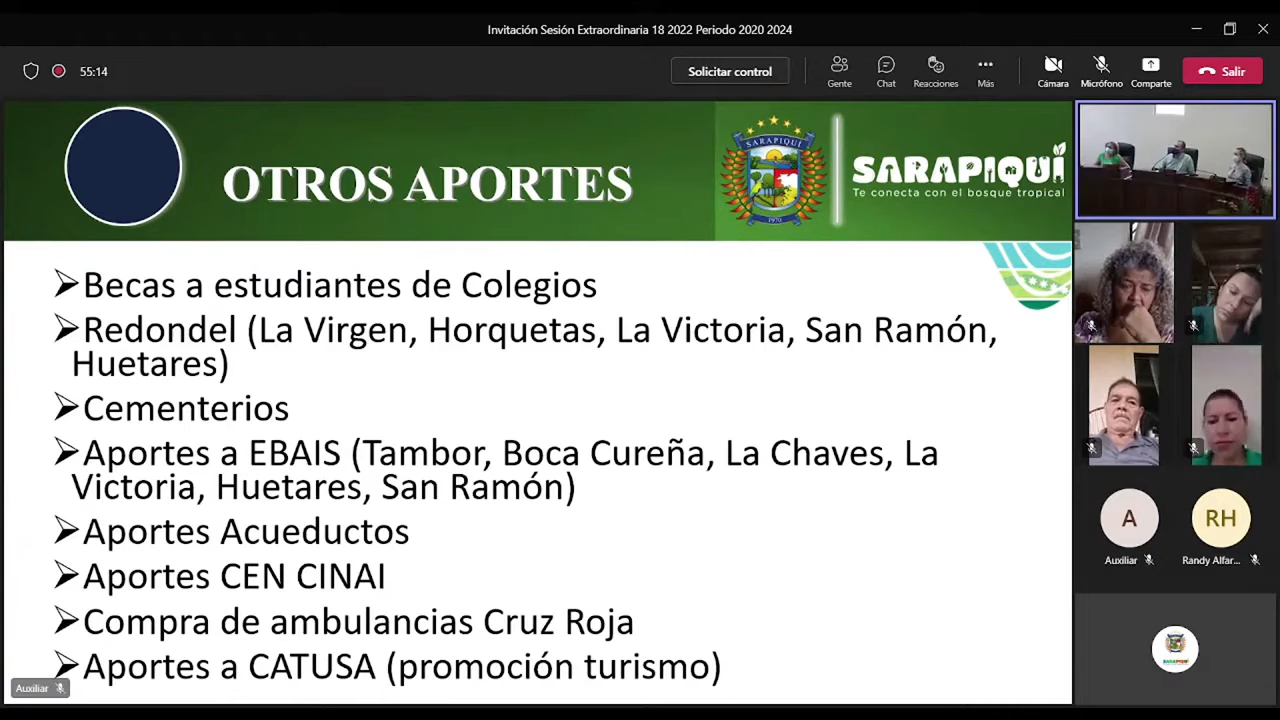 Invitación Sesión Extraordinaria 18 2022 Periodo 2020 2024
55:14
Solicitar control
Gente
Chat
Reacciones
Más
Cámara
Micrófono
Comparte
Salir
OTROS APORTES
SARAPIQUÍ
1970
SARAPIQUÍ
Te conecta con el bosque tropical
➢Becas a estudiantes de Colegios
➢Redondel (La Virgen, Horquetas, La Victoria, San Ramón,
Huetares)
➢Cementerios
➢Aportes a EBAIS (Tambor, Boca Cureña, La Chaves, La
Victoria, Huetares, San Ramón)
➢Aportes Acueductos
➢Aportes CEN CINAI
➢Compra de ambulancias Cruz Roja
➢Aportes a CATUSA (promoción turismo)
Auxiliar
A
Auxiliar
RH
Randy Alfar...